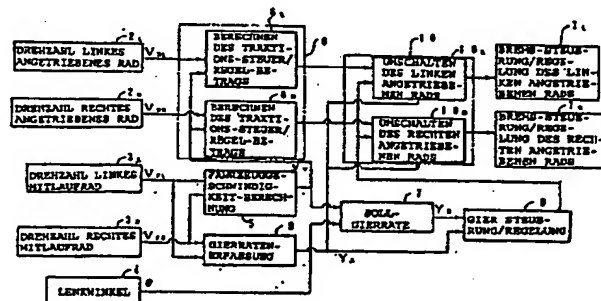 DREHZAHL LINKES
ANGETRIEBENES RAD
DREHZAHL RECHTES
ANGETRIEBENES RAD
DREHZAHL LINKES
MITLAUFRAD
DREHZAHL RECHTES
MITLAUFRAD
LENKWINKEL
BERECHNEN
DES TRAKTI-
ONS-STEUER/
REGEL-BE-
TRAGS
BERECHNEN
DES TRAKTI-
ONS-STEUER/
REGEL-BE-
TRAGS
FAHRZEUGGE-
SCHWINDIG-
KEIT-BERECH-
NUNG
5
GIERRATEN-
ERFASSUNG
UMSCHALTEN
DES LINKEN
ANGETRIEBE-
NEN RADS
UMSCHALTEN
DES RECHTEN
ANGETRIEBE-
NEN RADS
SOLL-
GIERRATE
7
GIER STEUE-
RUNG/REGELUNG
BREMS-STEUE-
RUNG/REGE-
LUNG DES LIN-
KEN ANGETRIE-
BENEN RADS
BREMS-STEUE-
RUNG/REGE-
LUNG DES RECH-
TEN ANGETRIE-
BENEN RADS